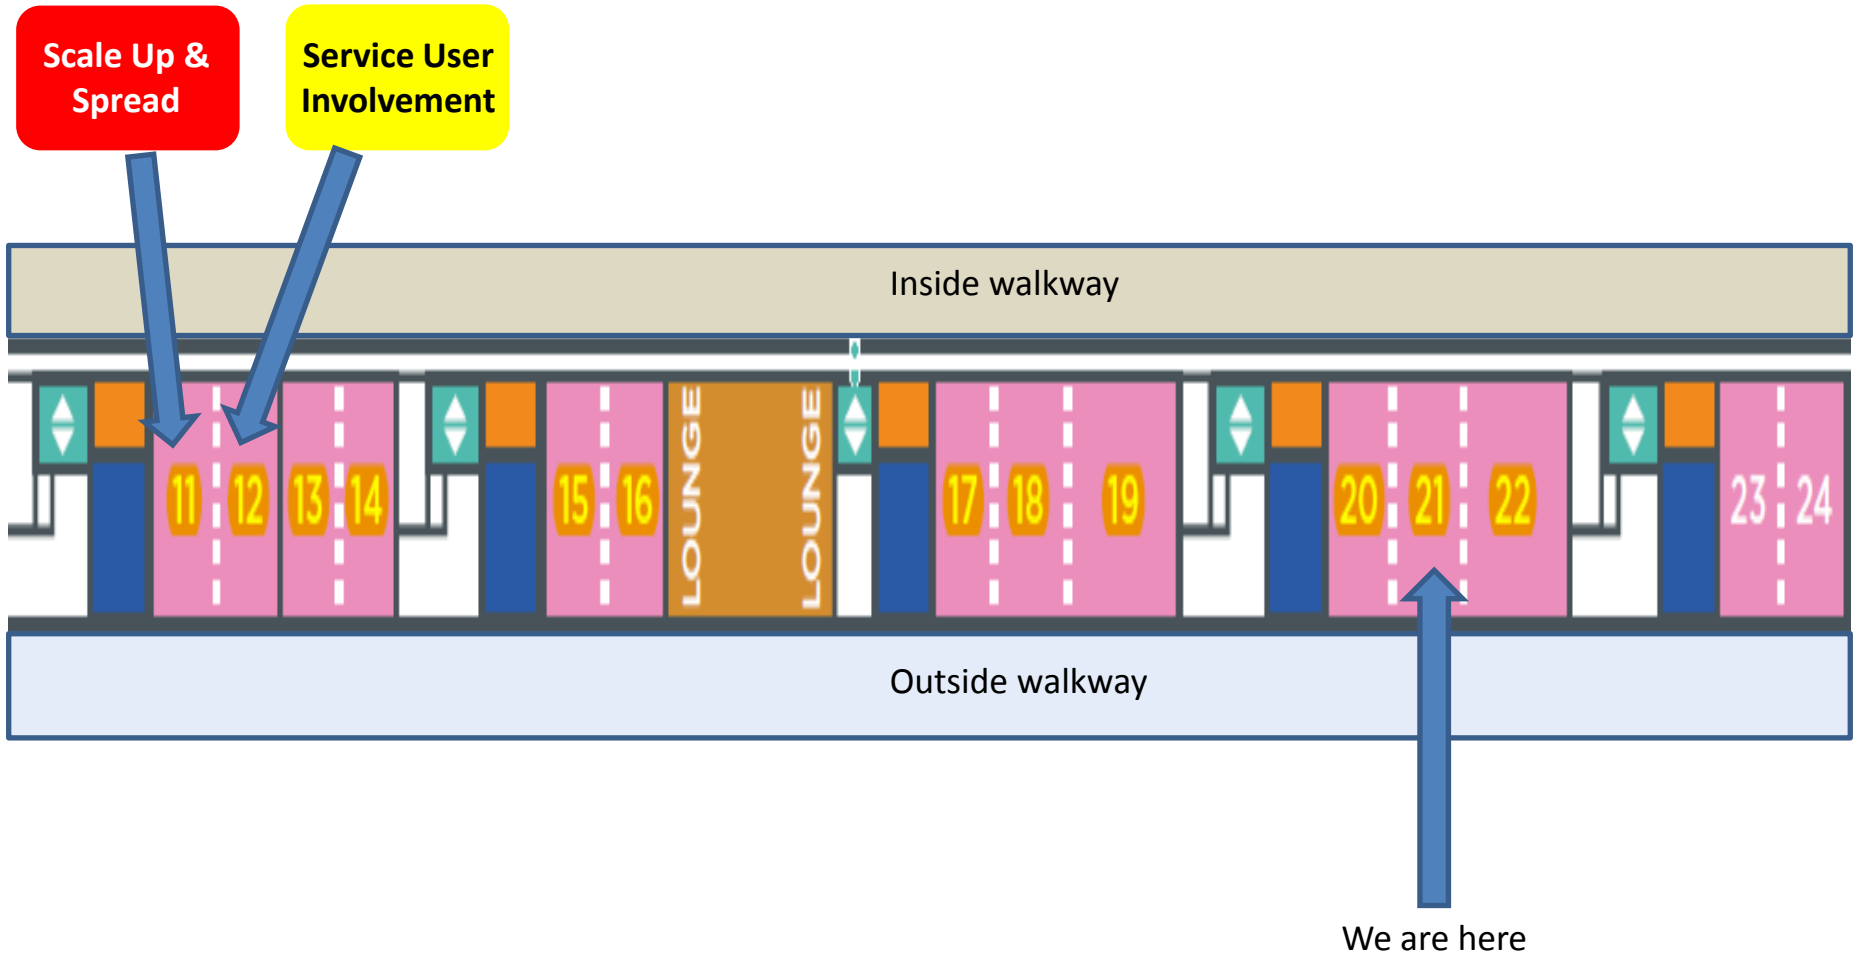 Scale Up &
Spread
Service User
Involvement
Inside walkway
11 12 13 14 15 16 LOUNGE LOUNGE 17 18 19 20 21 22 23 24
Outside walkway
We are here